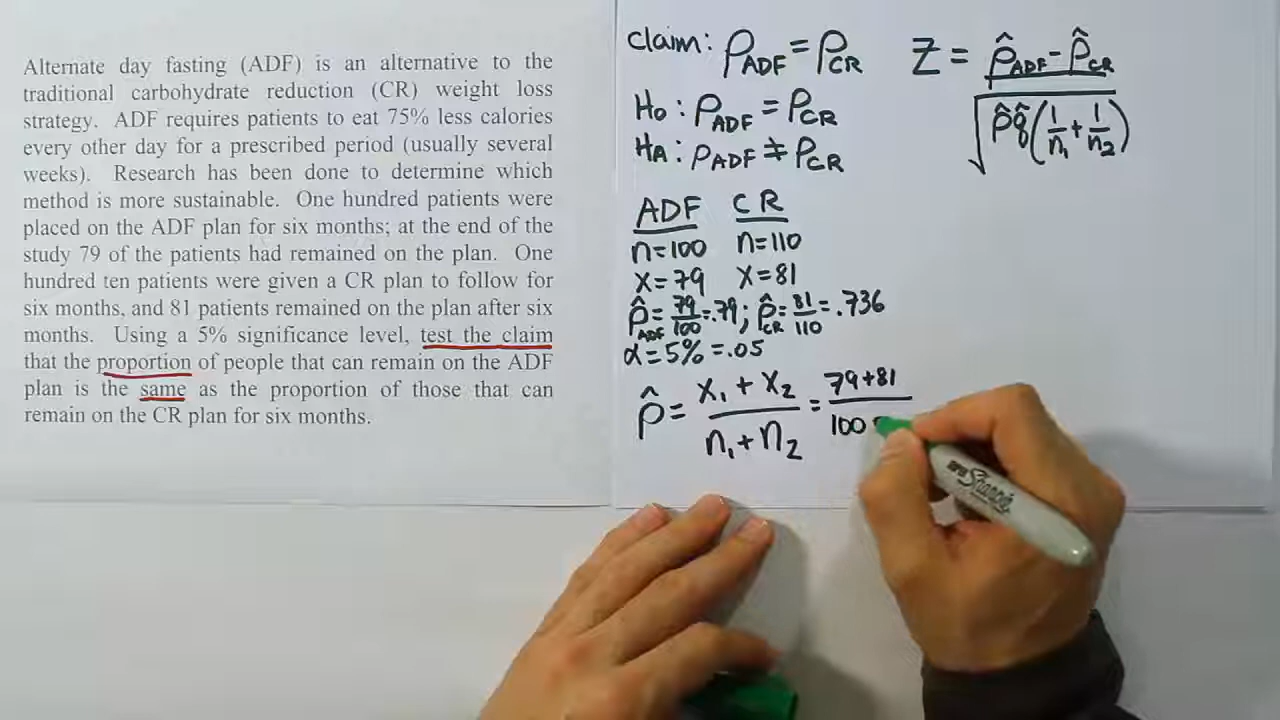 Alternate day fasting (ADF) is an alternative to the
traditional carbohydrate reduction (CR) weight loss
strategy. ADF requires patients to eat 75% less calories
every other day for a prescribed period (usually several
weeks). Research has been done to determine which
method is more sustainable. One hundred patients were
placed on the ADF plan for six months; at the end of the
study 79 of the patients had remained on the plan. One
hundred ten patients were given a CR plan to follow for
six months, and 81 patients remained on the plan after six
months. Using a 5% significance level, test the claim
that the proportion of people that can remain on the ADF
plan is the same as the proportion of those that can
remain on the CR plan for six months.
Claim: P_ADF = P_CR
H₀: P_ADF = P_CR
H_A: P_ADF ≠ P_CR
Z = (p̂_ADF - p̂_CR) / √(p̂q̂(1/n₁ + 1/n₂))
ADF CR
n=100 n=110
x=79 x=81
p̂_ADF = 79/100 = .79; p̂_CR = 81/110 = .736
α=5% =.05
p̂ = (x₁ + x₂)/(n₁ + n₂) = 79+81
100
Sharpie